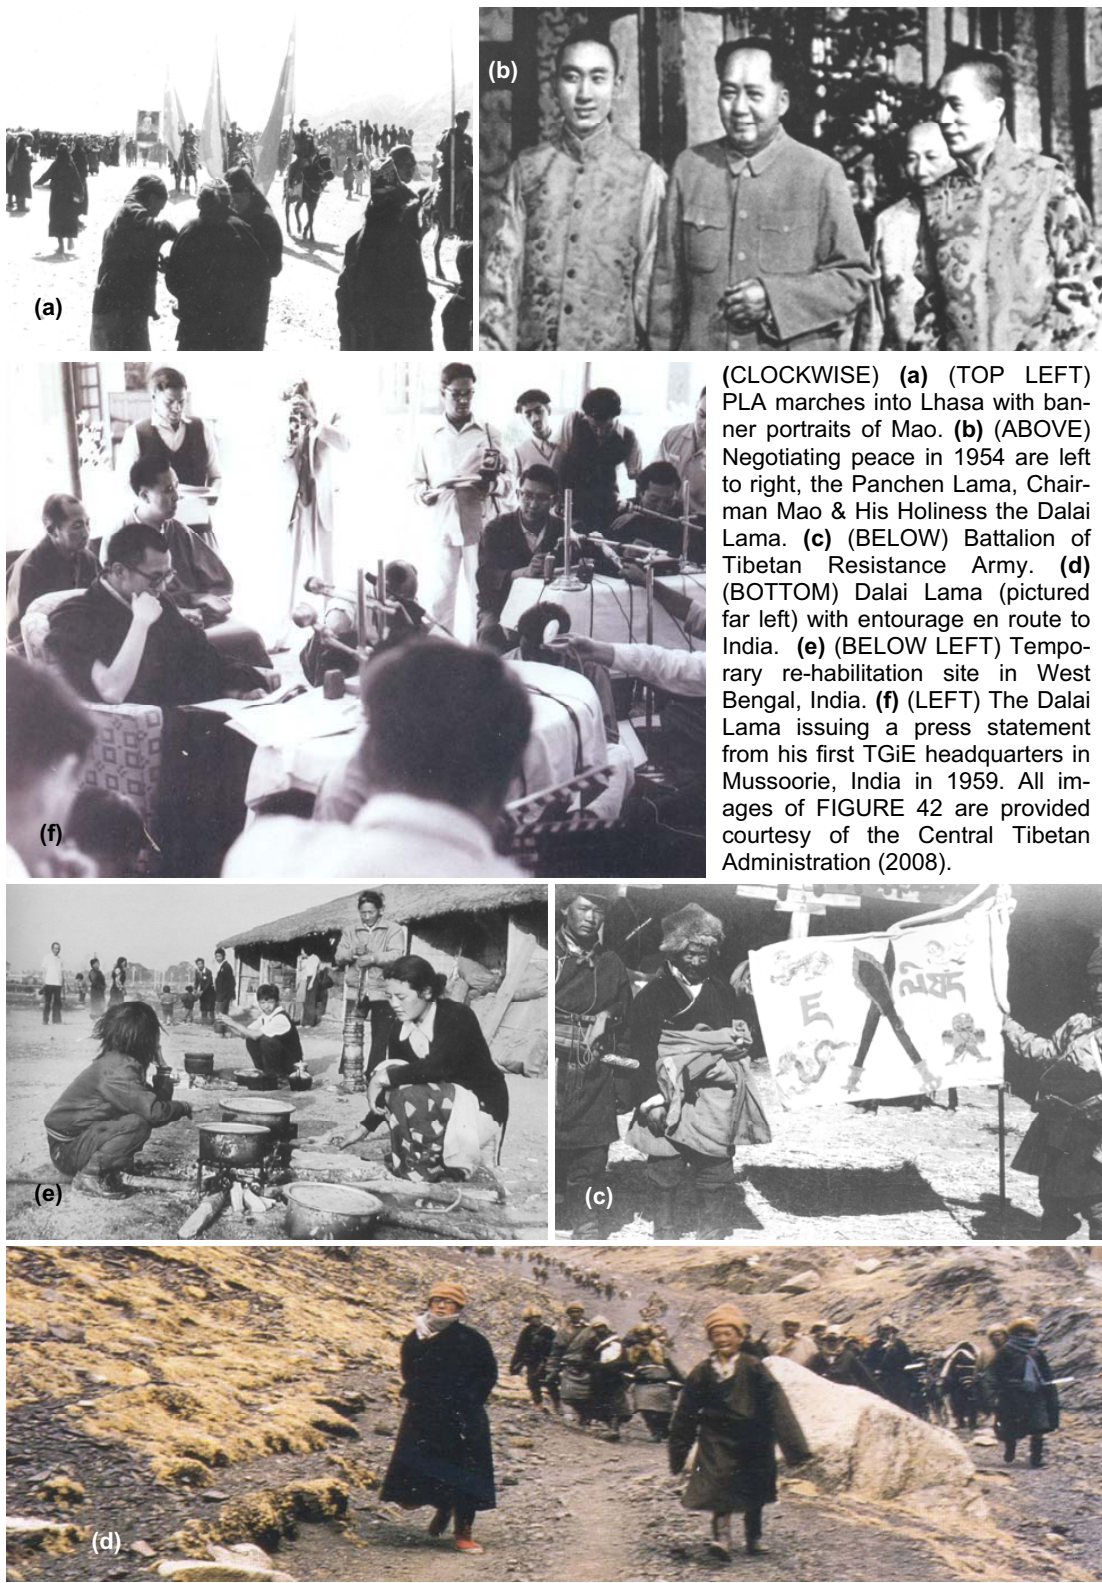 (a)
(b)
(CLOCKWISE) (a) (TOP LEFT)
PLA marches into Lhasa with ban-
ner portraits of Mao. (b) (ABOVE)
Negotiating peace in 1954 are left
to right, the Panchen Lama, Chair-
man Mao & His Holiness the Dalai
Lama. (c) (BELOW) Battalion of
Tibetan Resistance Army. (d)
(BOTTOM) Dalai Lama (pictured
far left) with entourage en route to
India. (e) (BELOW LEFT) Tempo-
rary re-habilitation site in West
Bengal, India. (f) (LEFT) The Dalai
Lama issuing a press statement
from his first TGiE headquarters in
Mussoorie, India in 1959. All im-
ages of FIGURE 42 are provided
courtesy of the Central Tibetan
Administration (2008).
(f)
(e)
(c)
(d)